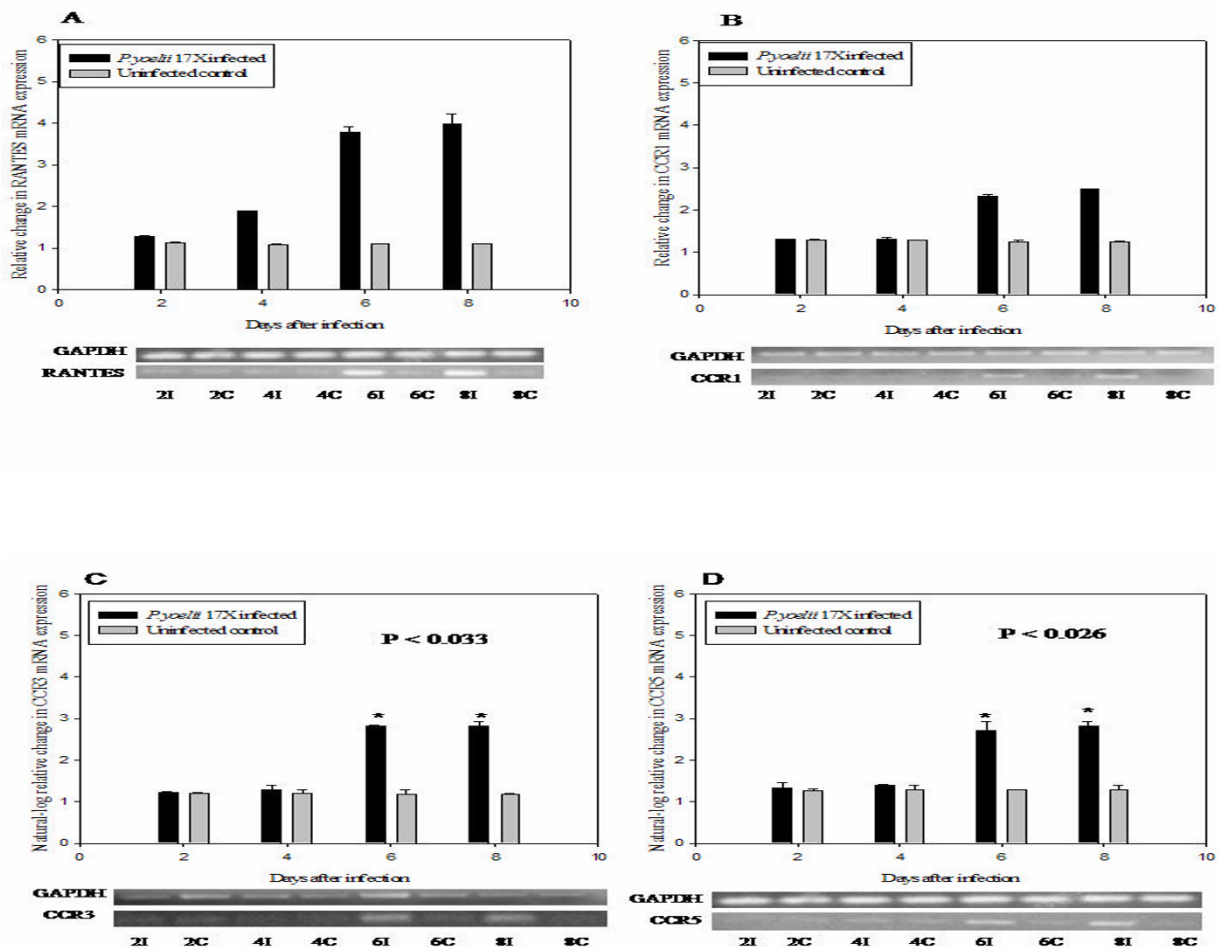 A
Relative change in RANTES mRNA expression
6
5
4
3
2
1
0
P.yoelii 17X infected
Uninfected control
0 2 4 6 8 10
Days after infection
GAPDH
RANTES
2I 2C 4I 4C 6I 6C 8I 8C
B
Relative change in CCR1 mRNA expression
6
5
4
3
2
1
0
P.yoelii 17X infected
Uninfected control
0 2 4 6 8 10
Days after infection
GAPDH
CCR1
2I 2C 4I 4C 6I 6C 8I 8C
C
Natural-log relative change in CCR3 mRNA expression
6
5
4
3
2
1
0
P.yoelii 17X infected
Uninfected control
P < 0.033
* *
0 2 4 6 8 10
Days after infection
GAPDH
CCR3
2I 2C 4I 4C 6I 6C 8I 8C
D
Natural-log relative change in CCR5 mRNA expression
6
5
4
3
2
1
0
P.yoelii 17X infected
Uninfected control
P < 0.026
* *
0 2 4 6 8 10
Days after infection
GAPDH
CCR5
2I 2C 4I 4C 6I 6C 8I 8C